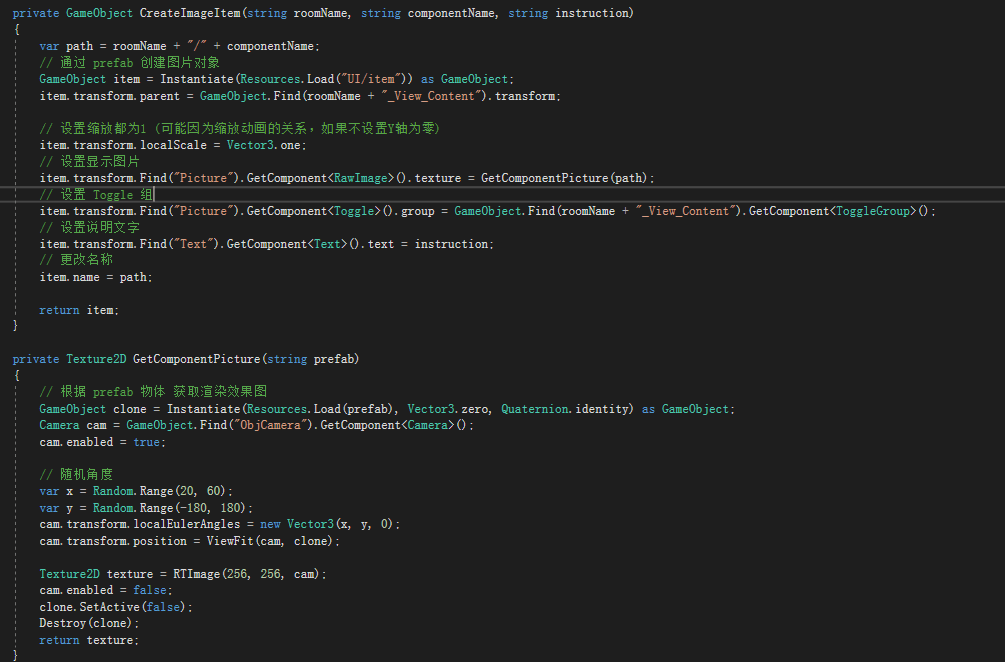 private GameObject CreateImageItem(string roomName, string componentName, string instruction)
{
var path = roomName + "/" + componentName;
// 通过 prefab 创建图片对象
GameObject item = Instantiate(Resources.Load("UI/item")) as GameObject;
item.transform.parent = GameObject.Find(roomName + "_View_Content").transform;
// 设置缩放都为1 (可能因为缩放动画的关系，如果不设置Y轴为零)
item.transform.localScale = Vector3.one;
// 设置显示图片
item.transform.Find("Picture").GetComponent<RawImage>().texture = GetComponentPicture(path);
// 设置 Toggle 组
item.transform.Find("Picture").GetComponent<Toggle>().group = GameObject.Find(roomName + "_View_Content").GetComponent<ToggleGroup>();
// 设置说明文字
item.transform.Find("Text").GetComponent<Text>().text = instruction;
// 更改名称
item.name = path;
return item;
}
private Texture2D GetComponentPicture(string prefab)
{
// 根据 prefab 物体 获取渲染效果图
GameObject clone = Instantiate(Resources.Load(prefab), Vector3.zero, Quaternion.identity) as GameObject;
Camera cam = GameObject.Find("ObjCamera").GetComponent<Camera>();
cam.enabled = true;
// 随机角度
var x = Random.Range(20, 60);
var y = Random.Range(-180, 180);
cam.transform.localEulerAngles = new Vector3(x, y, 0);
cam.transform.position = ViewFit(cam, clone);
Texture2D texture = RTImage(256, 256, cam);
cam.enabled = false;
clone.SetActive(false);
Destroy(clone);
return texture;
}